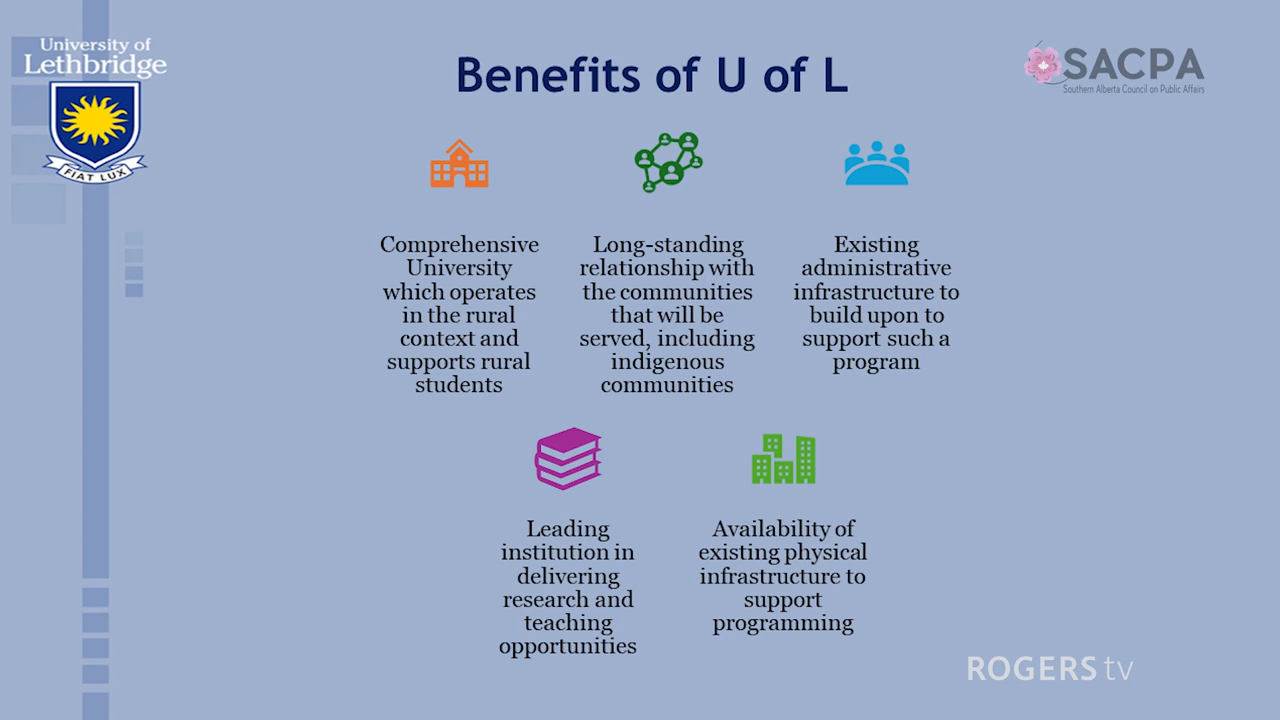 University of
Lethbridge
FIAT LUX
Benefits of U of L
SACPA
Southern Alberta Council on Public Affairs
Comprehensive
University
which operates
in the rural
context and
supports rural
students
Long-standing
relationship with
the communities
that will be
served, including
indigenous
communities
Existing
administrative
infrastructure to
build upon to
support such a
program
Leading
institution in
delivering
research and
teaching
opportunities
Availability of
existing physical
infrastructure to
support
programming
ROGERS tv